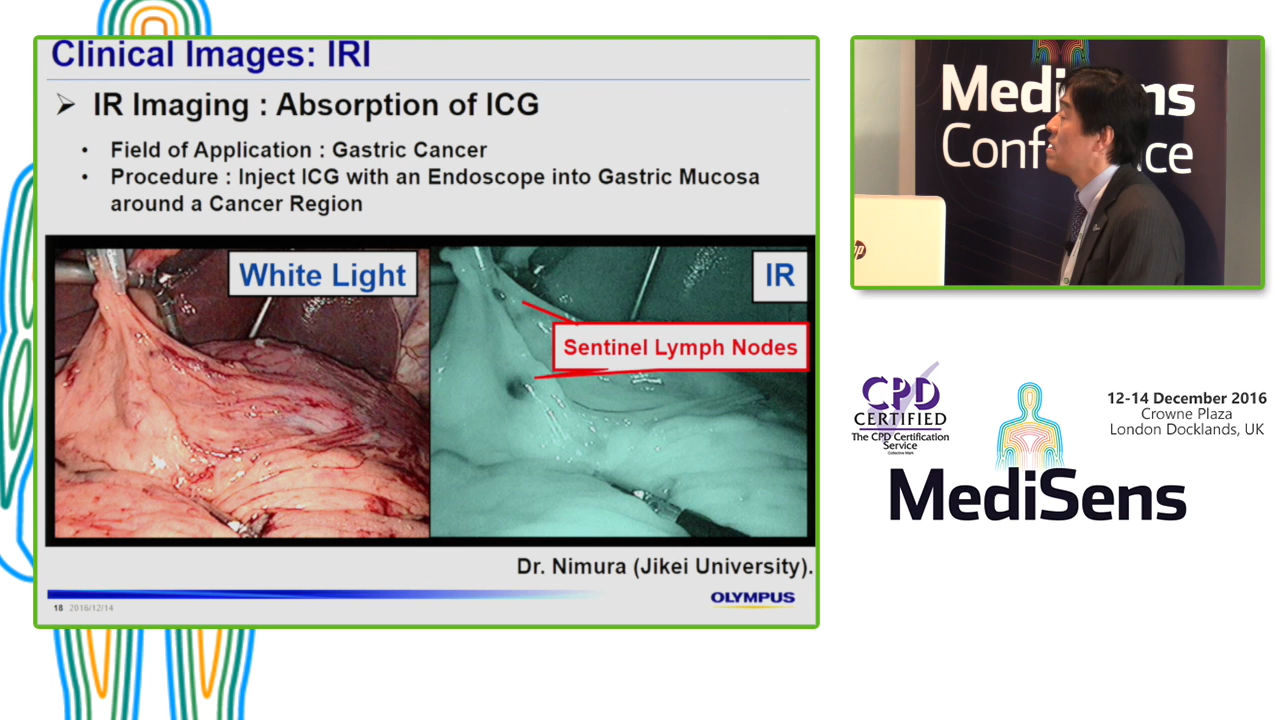 Clinical Images: IRI
➢ IR Imaging : Absorption of ICG
• Field of Application : Gastric Cancer
• Procedure : Inject ICG with an Endoscope into Gastric Mucosa
around a Cancer Region
White Light
IR
Sentinel Lymph Nodes
Dr. Nimura (Jikei University).
18 2016/12/14
OLYMPUS
MediSens
Conference
hp
CPD
CERTIFIED
The CPD Certification
Service
Collective Mark
12-14 December 2016
Crowne Plaza
London Docklands, UK
MediSens